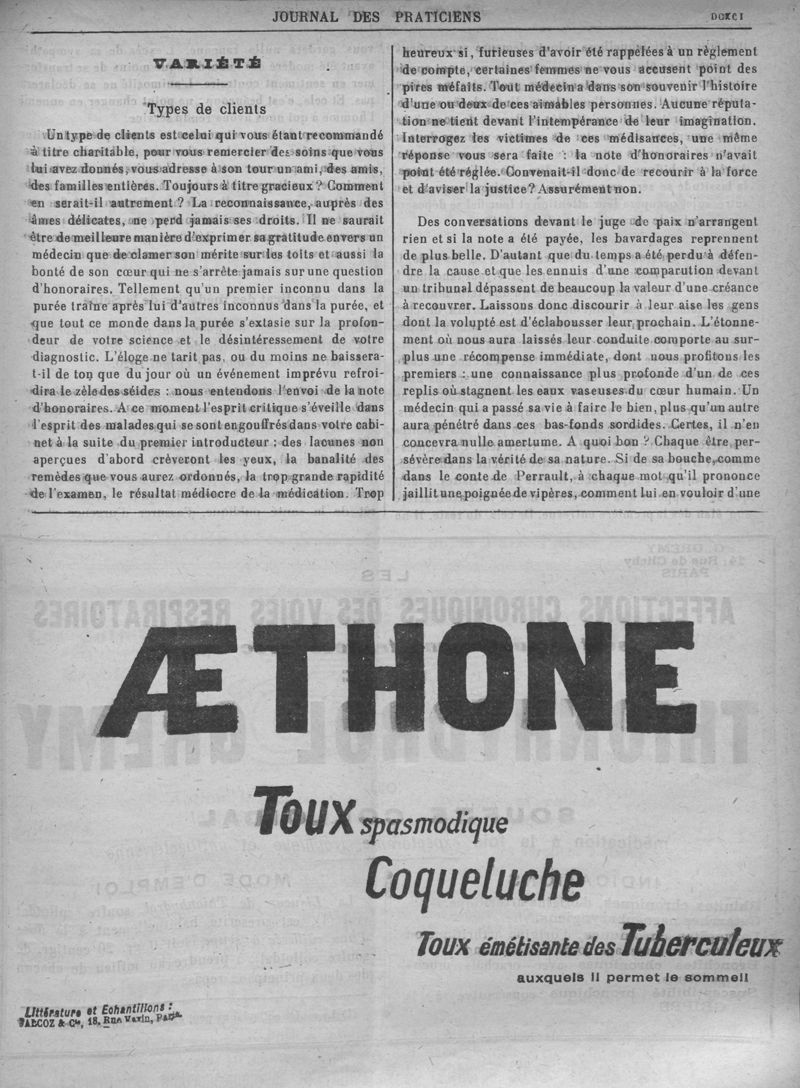 JOURNAL DES PRATICIENS
DCXCI
VARIÉTÉ
Types de clients
Un type de clients est celui qui vous étant recommandé
à titre charitable, pour vous remercier des soins que vous
lui avez donnés, vous adresse à son tour un ami, des amis,
des familles entières. Toujours à titre gracieux ? Comment
en serait-il autrement ? La reconnaissance, auprès des
âmes délicates, ne perd jamais ses droits. Il ne saurait
être de meilleure manière d'exprimer sa gratitude envers un
médecin que de clamer son mérite sur les toits et aussi la
bonté de son cœur qui ne s'arrête jamais sur une question
d'honoraires. Tellement qu'un premier inconnu dans la
purée traîne après lui d'autres inconnus dans la purée, et
que tout ce monde dans la purée s'extasie sur la profon-
deur de votre science et le désintéressement de votre
diagnostic. L'éloge ne tarit pas, ou du moins ne baissera-
t-il de ton que du jour où un événement imprévu refroi-
dira le zèle des séides : nous entendons l'envoi de la note
d'honoraires. A ce moment l'esprit critique s'éveille dans
l'esprit des malades qui se sont engouffrés dans votre cabi-
net à la suite du premier introducteur : des lacunes non
aperçues d'abord crèveront les yeux, la banalité des
remèdes que vous aurez ordonnés, la trop grande rapidité
de l'examen, le résultat médiocre de la médication. Trop
heureux si, furieuses d'avoir été rappelées à un règlement
de compte, certaines femmes ne vous accusent point des
pires méfaits. Tout médecin a dans son souvenir l'histoire
d'une ou deux de ces aimables personnes. Aucune réputa-
tion ne tient devant l'intempérance de leur imagination.
Interrogez les victimes de ces médisances, une même
réponse vous sera faite : la note d'honoraires n'avait
point été réglée. Convenait-il donc de recourir à la force
et d'aviser la justice ? Assurément non.
Des conversations devant le juge de paix n'arrangent
rien et si la note a été payée, les bavardages reprennent
de plus belle. D'autant que du temps a été perdu à défen-
dre la cause et que les ennuis d'une comparution devant
un tribunal dépassent de beaucoup la valeur d'une créance
à recouvrer. Laissons donc discourir à leur aise les gens
dont la volupté est d'éclabousser leur prochain. L'étonne-
ment où nous aura laissés leur conduite comporte au sur-
plus une récompense immédiate, dont nous profitons les
premiers : une connaissance plus profonde d'un de ces
replis où stagnent les eaux vaseuses du cœur humain. Un
médecin qui a passé sa vie à faire le bien, plus qu'un autre
aura pénétré dans ces bas-fonds sordides. Certes, il n'en
concevra nulle amertume. A quoi bon ? Chaque être per-
sévère dans la vérité de sa nature. Si de sa bouche, comme
dans le conte de Perrault, à chaque mot qu'il prononce
jaillit une poignée de vipères, comment lui en vouloir d'une
ÆTHONE
Toux spasmodique
Coqueluche
Toux émétisante des Tuberculeux
auxquels il permet le sommeil
Littérature et Echantillons :
FALCOZ & Cie, 18, Rue Vavin, Paris.